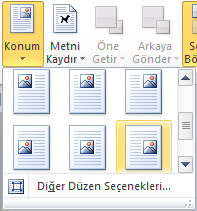 Konum
Metni
Kaydır
Öne
Getir
Arkaya
Gönder
Diğer Düzen Seçenekleri...